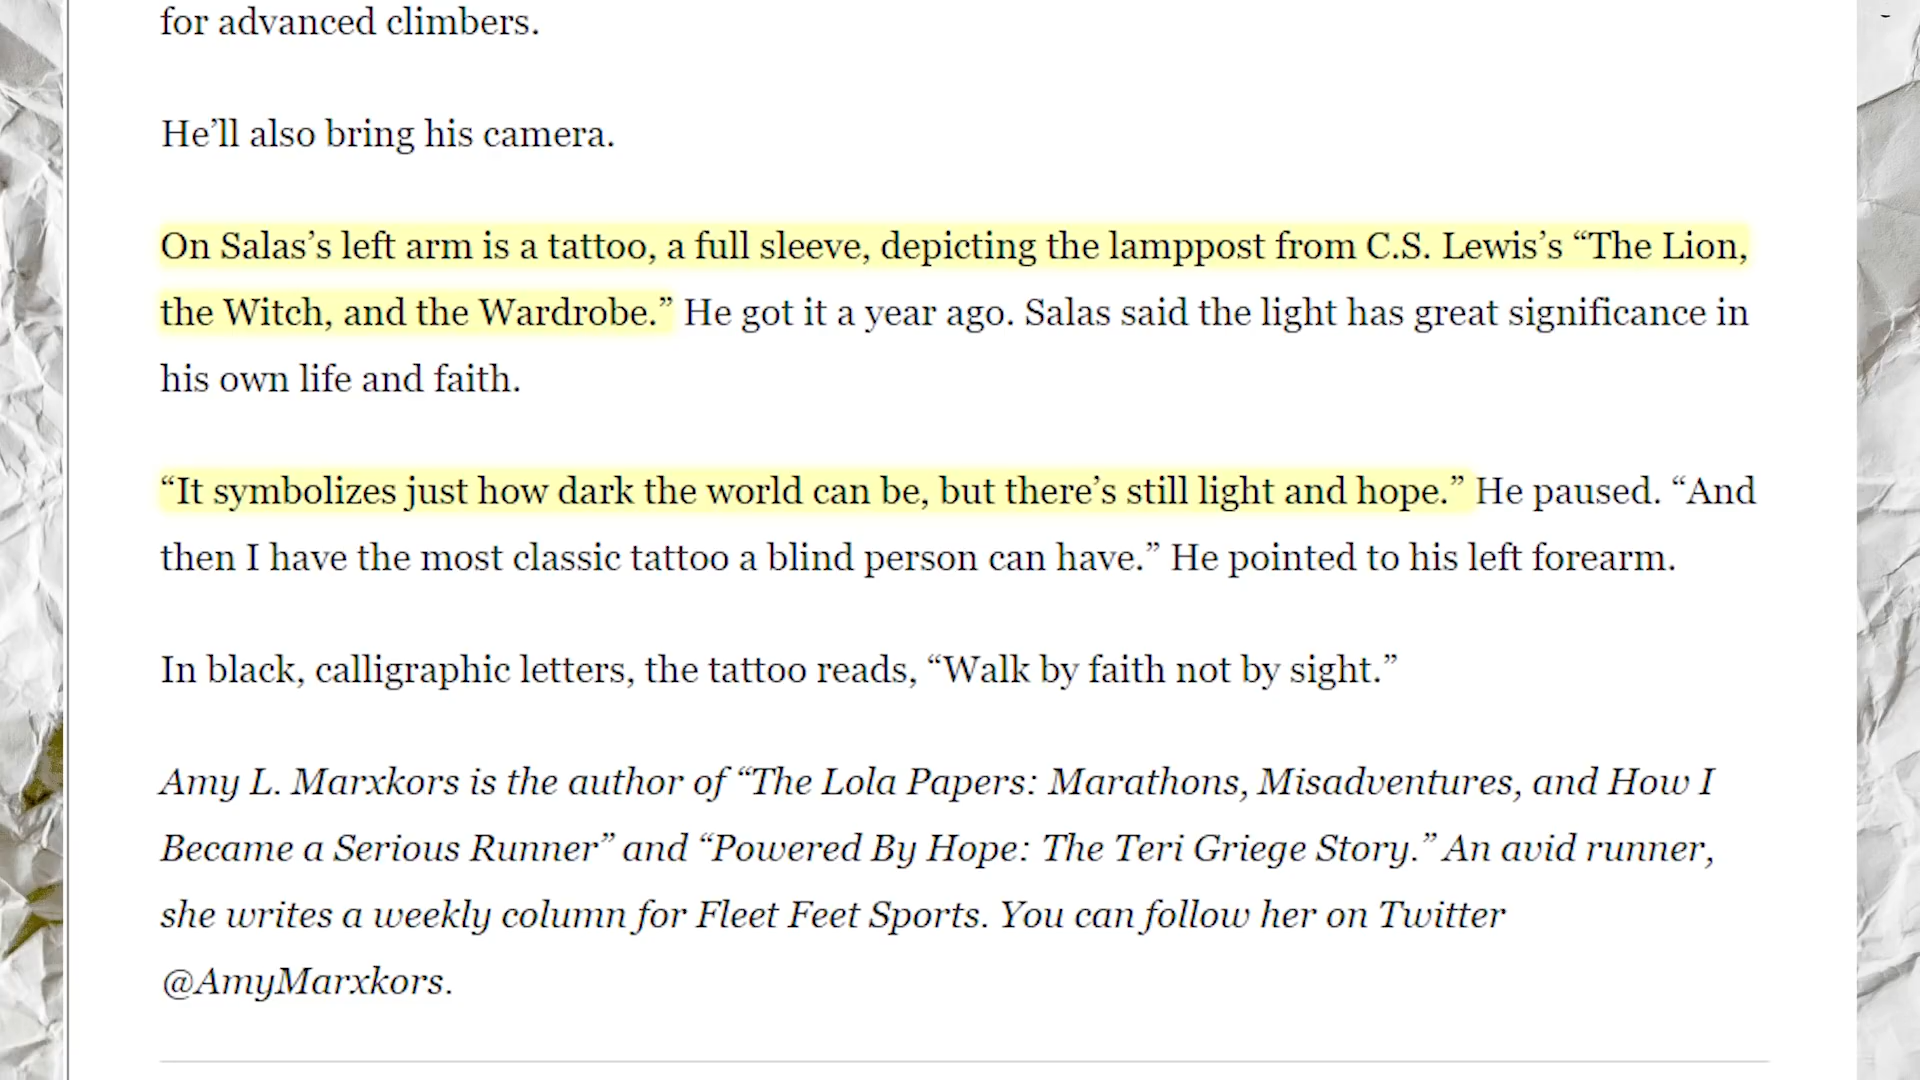 for advanced climbers.
He’ll also bring his camera.
On Salas’s left arm is a tattoo, a full sleeve, depicting the lamppost from C.S. Lewis’s “The Lion,
the Witch, and the Wardrobe.” He got it a year ago. Salas said the light has great significance in
his own life and faith.
“It symbolizes just how dark the world can be, but there’s still light and hope.” He paused. “And
then I have the most classic tattoo a blind person can have.” He pointed to his left forearm.
In black, calligraphic letters, the tattoo reads, “Walk by faith not by sight.”
Amy L. Marxkors is the author of “The Lola Papers: Marathons, Misadventures, and How I
Became a Serious Runner” and “Powered By Hope: The Teri Griege Story.” An avid runner,
she writes a weekly column for Fleet Feet Sports. You can follow her on Twitter
@AmyMarxkors.